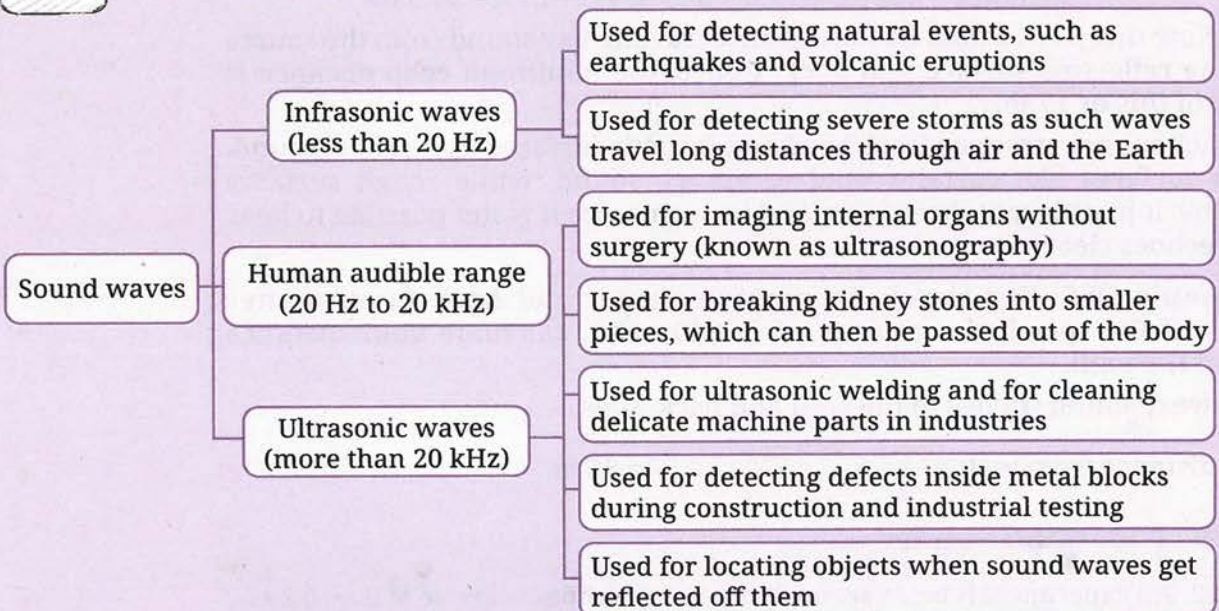 Sound waves
Infrasonic waves
(less than 20 Hz)
Used for detecting natural events, such as
earthquakes and volcanic eruptions
Used for detecting severe storms as such waves
travel long distances through air and the Earth
Human audible range
(20 Hz to 20 kHz)
Ultrasonic waves
(more than 20 kHz)
Used for imaging internal organs without
surgery (known as ultrasonography)
Used for breaking kidney stones into smaller
pieces, which can then be passed out of the body
Used for ultrasonic welding and for cleaning
delicate machine parts in industries
Used for detecting defects inside metal blocks
during construction and industrial testing
Used for locating objects when sound waves get
reflected off them